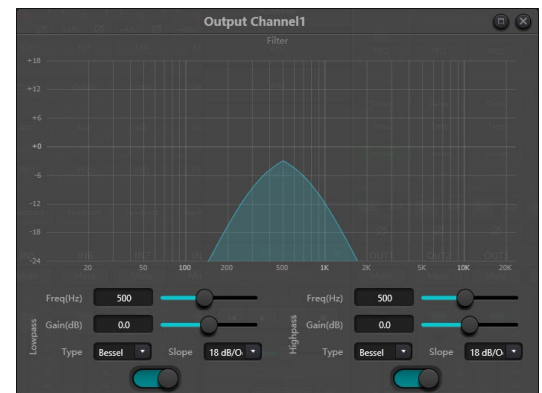 Output Channel1
Filter
+18
+12
+6
+0
-6
-12
-18
-24
20 50 100 200 500 1K 2K 5K 10K 20K
Freq(Hz) 500 Freq(Hz) 500
Lowpass Gain(dB) 0.0 Highpass Gain(dB) 0.0
Type Bessel Slope 18 dB/O Type Bessel Slope 18 dB/O